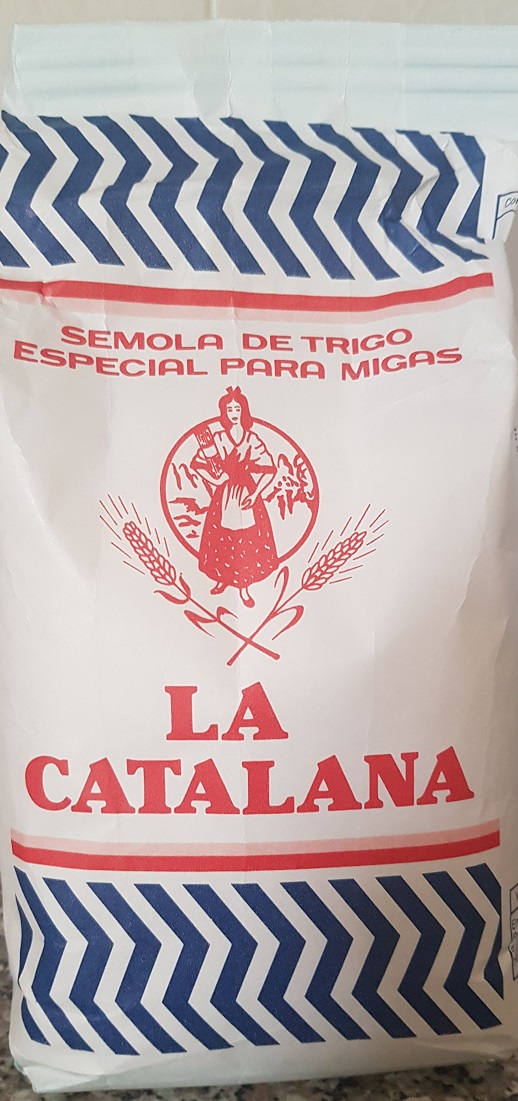 SEMOLA DE TRIGO
ESPECIAL PARA MIGAS
LA
CATALANA